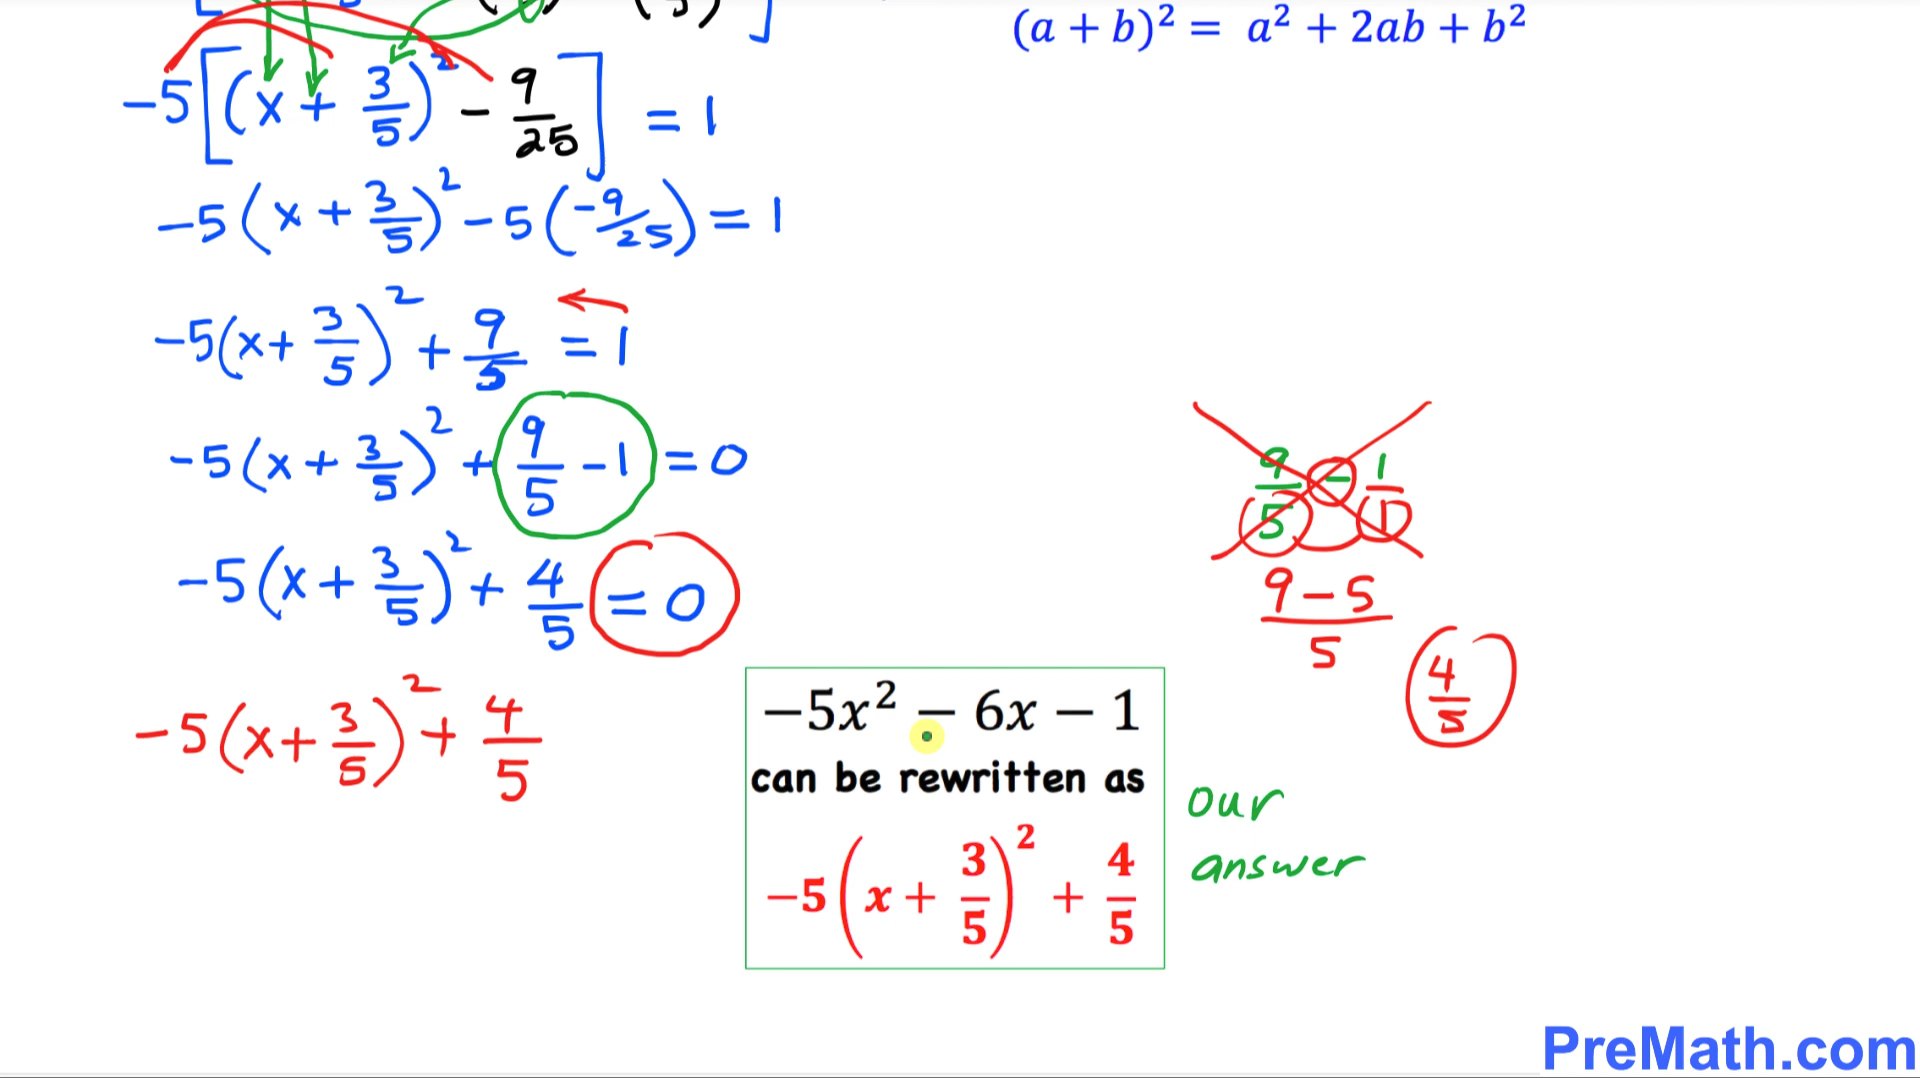 (a + b)² = a² + 2ab + b²
-5[(x + 3/5)² - 9/25] = 1
-5(x + 3/5)² - 5(-9/25) = 1
-5(x + 3/5)² + 9/5 = 1
-5(x + 3/5)² + 9/5 - 1 = 0
-5(x + 3/5)² + 4/5 = 0
-5(x + 3/5)² + 4/5
9/5 - 1/1
(9 - 5)/5
4/5
−5x² − 6x − 1
can be rewritten as
−5(x + 3/5)² + 4/5
our
answer
PreMath.com